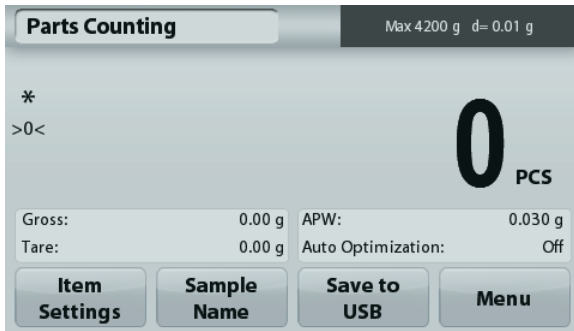 Parts Counting
Max 4200 g d= 0.01 g
*
>0<
0 PCS
Gross: 0.00 g APW: 0.030 g
Tare: 0.00 g Auto Optimization: Off
Item Settings
Sample Name
Save to USB
Menu